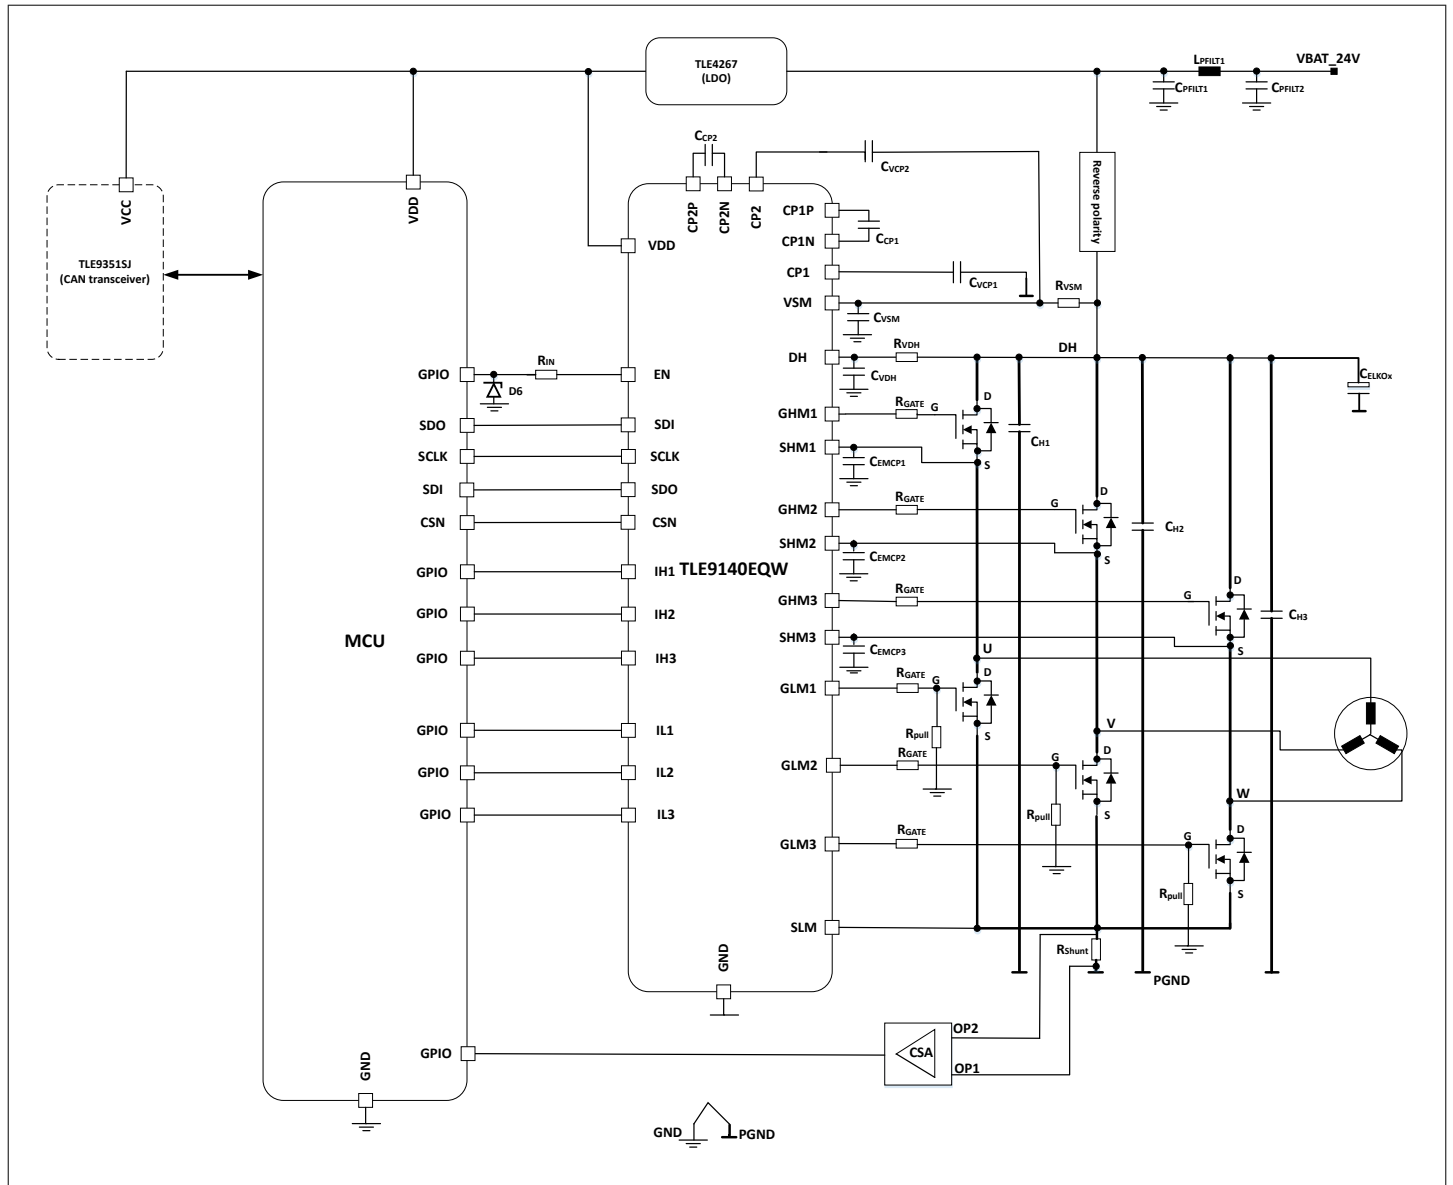 TLE4267
(LDO)
LPFILT1
VBAT_24V
CPFILT1
CPFILT2
CCP2
CVCP2
Reverse polarity
VCC
VDD
CP2P
CP2N
CP2
CP1P
CCP1
CP1N
VDD
TLE9351SJ
(CAN transceiver)
CP1
CVCP1
VSM
RVSM
CVSM
DH
RVDH
DH
CVDH
GPIO
RIN
EN
D6
CELKOx
GHM1
RGATE
G
D
S
CH1
SDO
SDI
SHM1
CEMCP1
SCLK
SCLK
SDI
SDO
GHM2
RGATE
G
D
S
CH2
CSN
CSN
SHM2
CEMCP2
TLE9140EQW
GPIO
IH1
GHM3
RGATE
G
D
S
CH3
GPIO
IH2
SHM3
CEMCP3
MCU
GPIO
IH3
U
GLM1
RGATE
G
D
S
Rpull
GPIO
IL1
V
GLM2
RGATE
G
D
S
Rpull
GPIO
IL2
W
GPIO
IL3
GLM3
RGATE
G
D
S
Rpull
SLM
RShunt
PGND
GND
OP2
CSA
OP1
GPIO
GND
GND
PGND